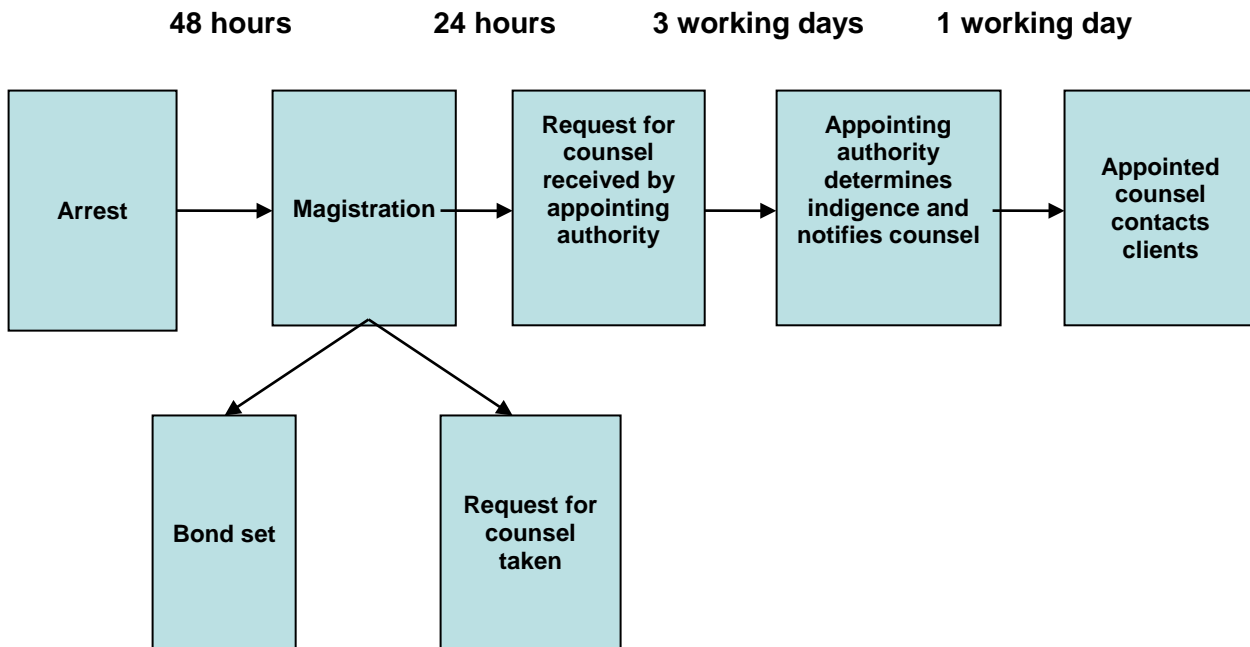 48 hours 24 hours 3 working days 1 working day
Arrest
Magistration
Request for
counsel
received by
appointing
authority
Appointing
authority
determines
indigence and
notifies counsel
Appointed
counsel
contacts
clients
Bond set
Request for
counsel
taken